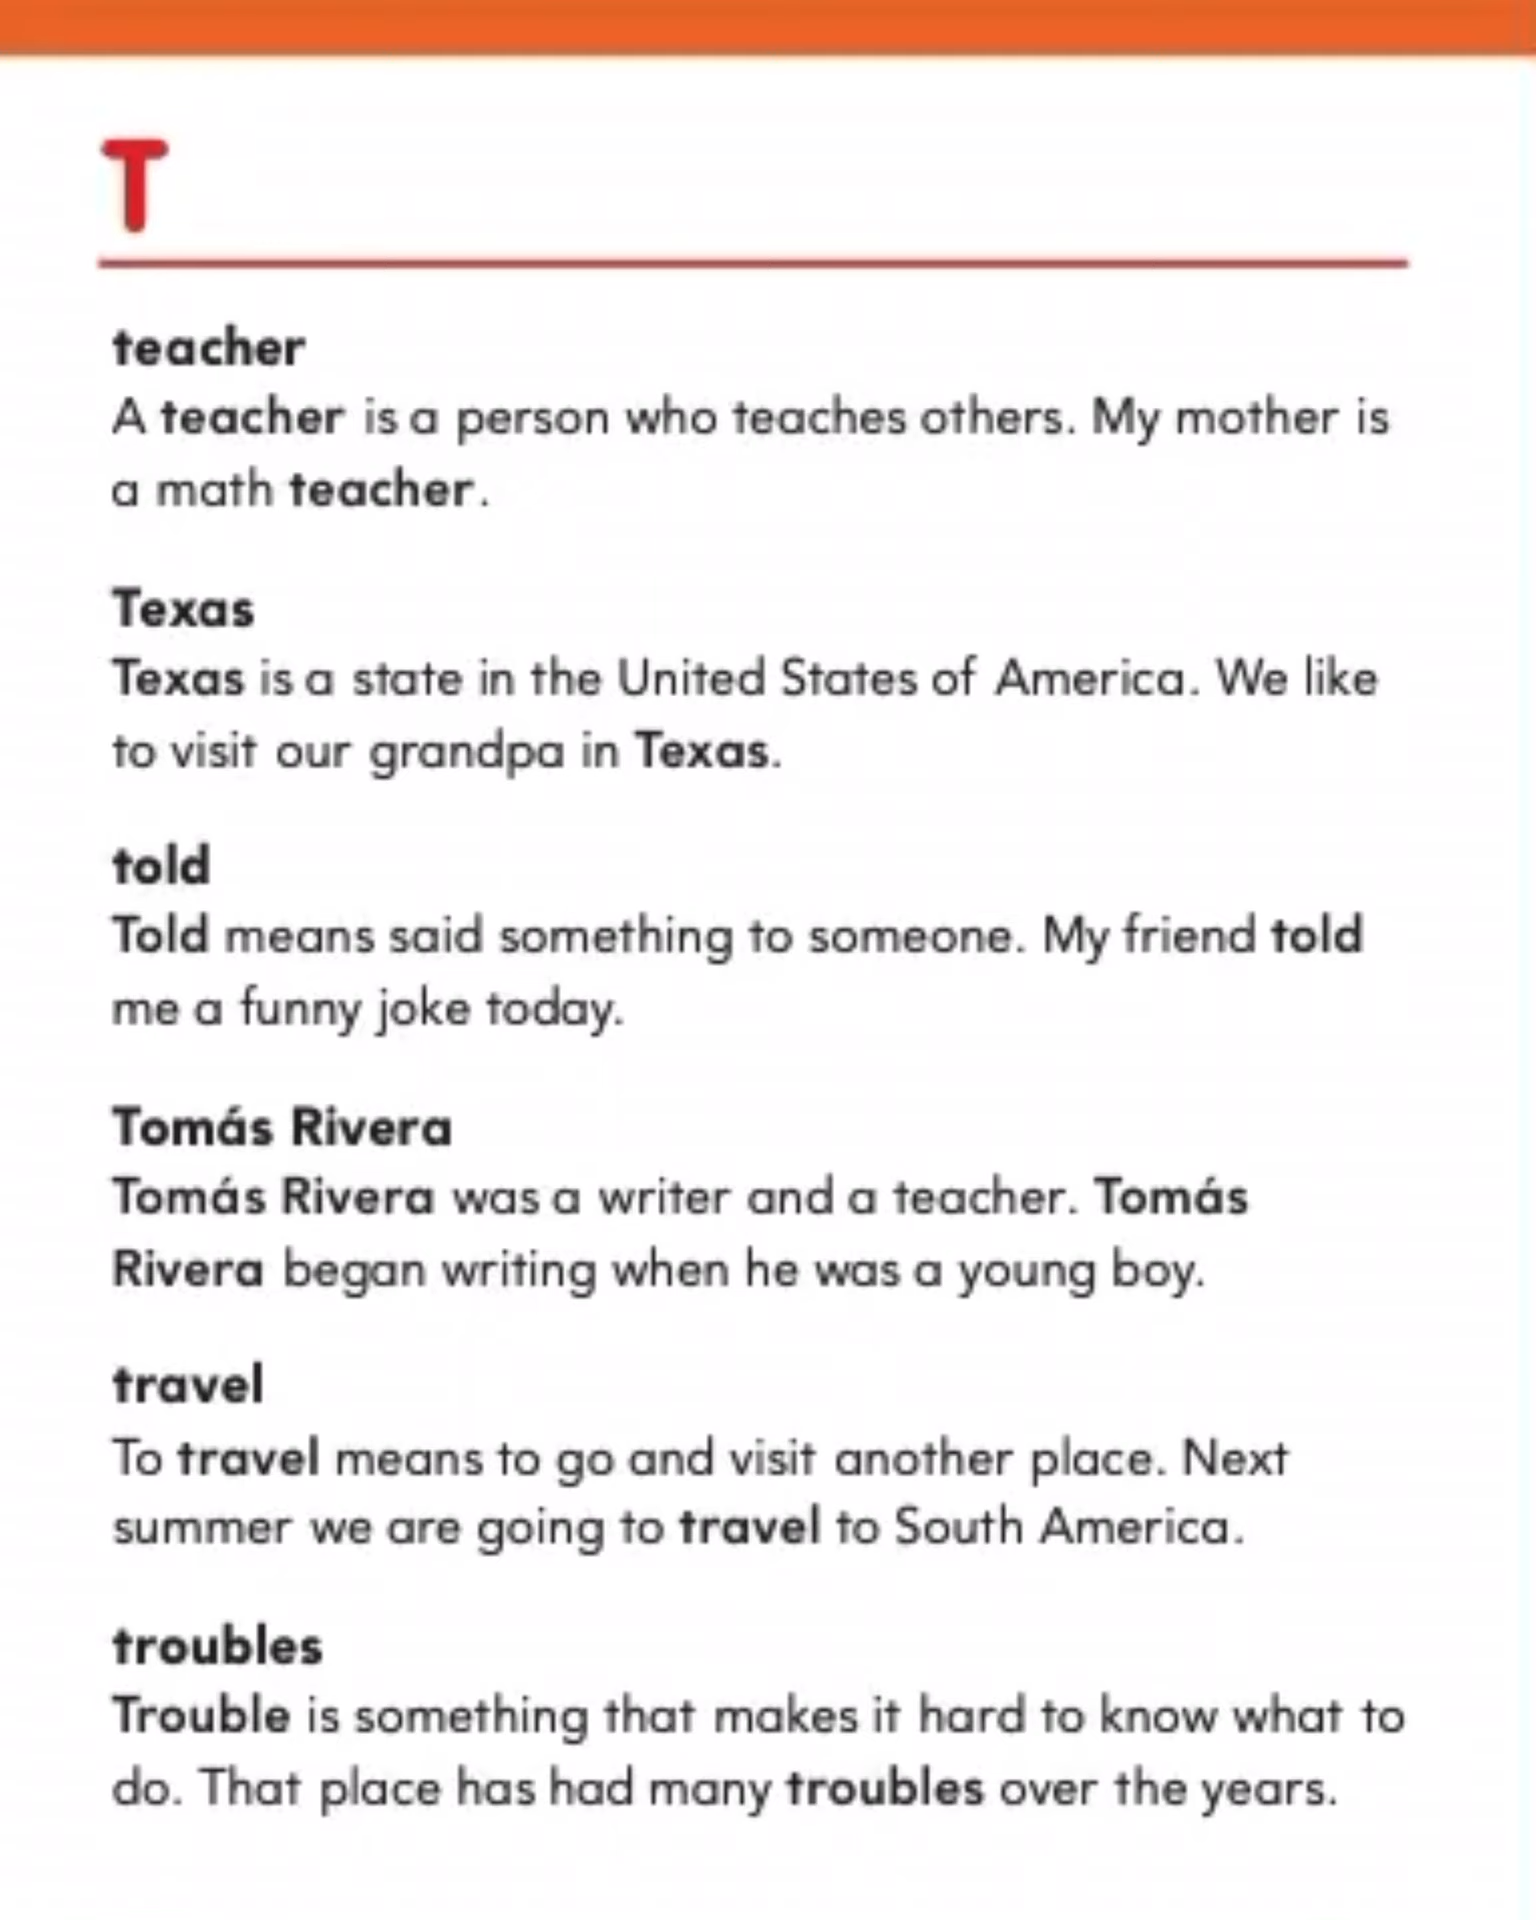 T
teacher
A teacher is a person who teaches others. My mother is
a math teacher.
Texas
Texas is a state in the United States of America. We like
to visit our grandpa in Texas.
told
Told means said something to someone. My friend told
me a funny joke today.
Tomás Rivera
Tomás Rivera was a writer and a teacher. Tomás
Rivera began writing when he was a young boy.
travel
To travel means to go and visit another place. Next
summer we are going to travel to South America.
troubles
Trouble is something that makes it hard to know what to
do. That place has had many troubles over the years.